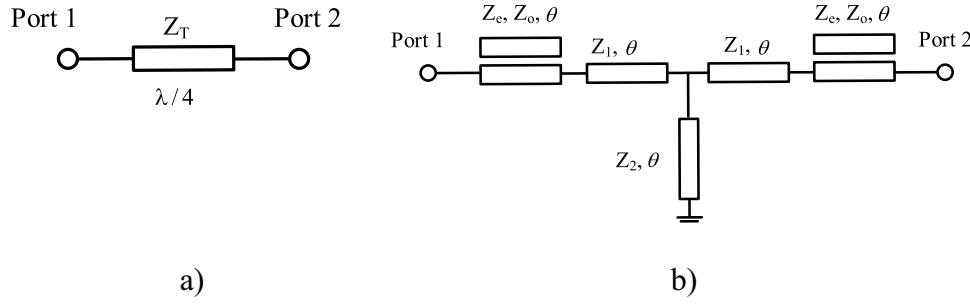 Port 1
Z_T
Port 2
λ/4
a)
Port 1
Z_e, Z_o, θ
Z_1, θ
Z_1, θ
Z_e, Z_o, θ
Port 2
Z_2, θ
b)